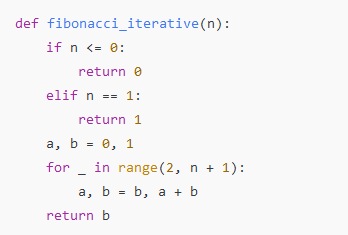 def fibonacci_iterative(n):
    if n <= 0:
        return 0
    elif n == 1:
        return 1
    a, b = 0, 1
    for _ in range(2, n + 1):
        a, b = b, a + b
    return b